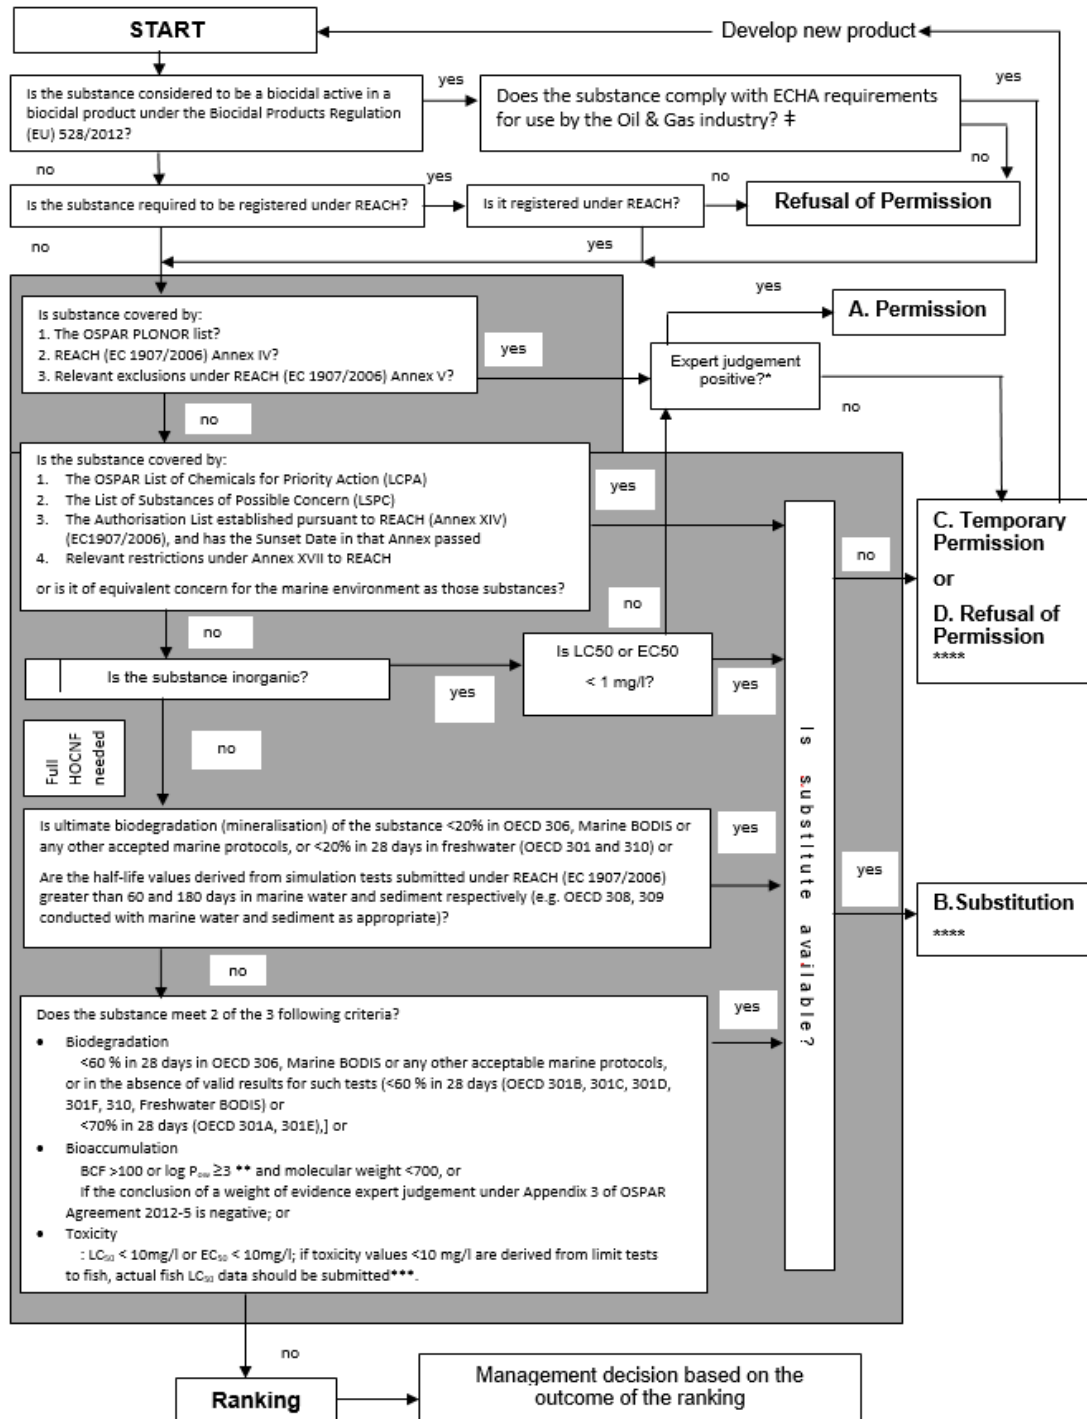 START
Develop new product
Is the substance considered to be a biocidal active in a
biocidal product under the Biocidal Products Regulation
(EU) 528/2012?
yes
Does the substance comply with ECHA requirements
for use by the Oil & Gas industry? ‡
yes
no
no
Is the substance required to be registered under REACH?
yes
Is it registered under REACH?
no
Refusal of Permission
no
yes
Is substance covered by:
1. The OSPAR PLONOR list?
2. REACH (EC 1907/2006) Annex IV?
3. Relevant exclusions under REACH (EC 1907/2006) Annex V?
yes
Expert judgement
positive?*
yes
A. Permission
no
no
Is the substance covered by:
1. The OSPAR List of Chemicals for Priority Action (LCPA)
2. The List of Substances of Possible Concern (LSPC)
3. The Authorisation List established pursuant to REACH (Annex XIV)
(EC1907/2006), and has the Sunset Date in that Annex passed
4. Relevant restrictions under Annex XVII to REACH
or is it of equivalent concern for the marine environment as those substances?
yes
no
no
C. Temporary
Permission
or
D. Refusal of
Permission
****
no
Is the substance inorganic?
yes
Is LC50 or EC50
< 1 mg/l?
yes
Full
HOCNF
needed
no
Is substitute available?
Is ultimate biodegradation (mineralisation) of the substance <20% in OECD 306, Marine BODIS or
any other accepted marine protocols, or <20% in 28 days in freshwater (OECD 301 and 310) or
Are the half-life values derived from simulation tests submitted under REACH (EC 1907/2006)
greater than 60 and 180 days in marine water and sediment respectively (e.g. OECD 308, 309
conducted with marine water and sediment as appropriate)?
yes
yes
B.Substitution
****
no
Does the substance meet 2 of the 3 following criteria?
• Biodegradation
<60 % in 28 days in OECD 306, Marine BODIS or any other acceptable marine protocols,
or in the absence of valid results for such tests (<60 % in 28 days (OECD 301B, 301C, 301D,
301F, 310, Freshwater BODIS) or
<70% in 28 days (OECD 301A, 301E),] or
• Bioaccumulation
BCF >100 or log Pow ≥3 ** and molecular weight <700, or
If the conclusion of a weight of evidence expert judgement under Appendix 3 of OSPAR
Agreement 2012-5 is negative; or
• Toxicity
: LC50 < 10mg/l or EC50 < 10mg/l; if toxicity values <10 mg/l are derived from limit tests
to fish, actual fish LC50 data should be submitted***.
yes
no
Ranking
Management decision based on the
outcome of the ranking